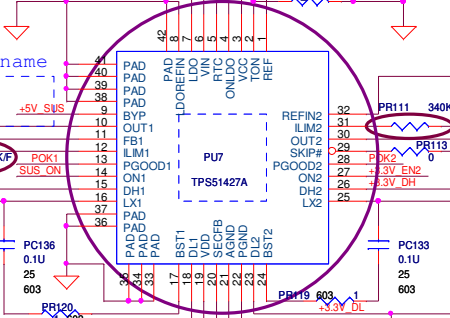 name
42 8 7 6 5 4 3 2 1
PAD
LDOREFIN
LDO
VIN
RTC
ONLDO
VCC
TON
REF
41 PAD
40 PAD
39 PAD
38 PAD
+5V_SUS 9 BYP
10 OUT1
11 FB1
K/F 12 ILIM1
POK1 13 PGOOD1
SUS_ON 14 ON1
15 DH1
16 LX1
37 PAD
36 PAD
PU7
TPS51427A
REFIN2 32
ILIM2 31
OUT2 30
SKIP# 29
PGOOD2 28 POK2
ON2 27 +3.3V_EN2
DH2 26 +3.3V_DH
LX2 25
PR111 340K
PR113
0
PAD
PAD
PAD
BST1
DL1
VDD
SECFB
AGND
PGND
DL2
BST2
35 34 33 17 18 19 20 21 22 23 24
PC136
0.1U
25
603
PC133
0.1U
25
603
PR119 603 1
+3.3V_DL
PR120